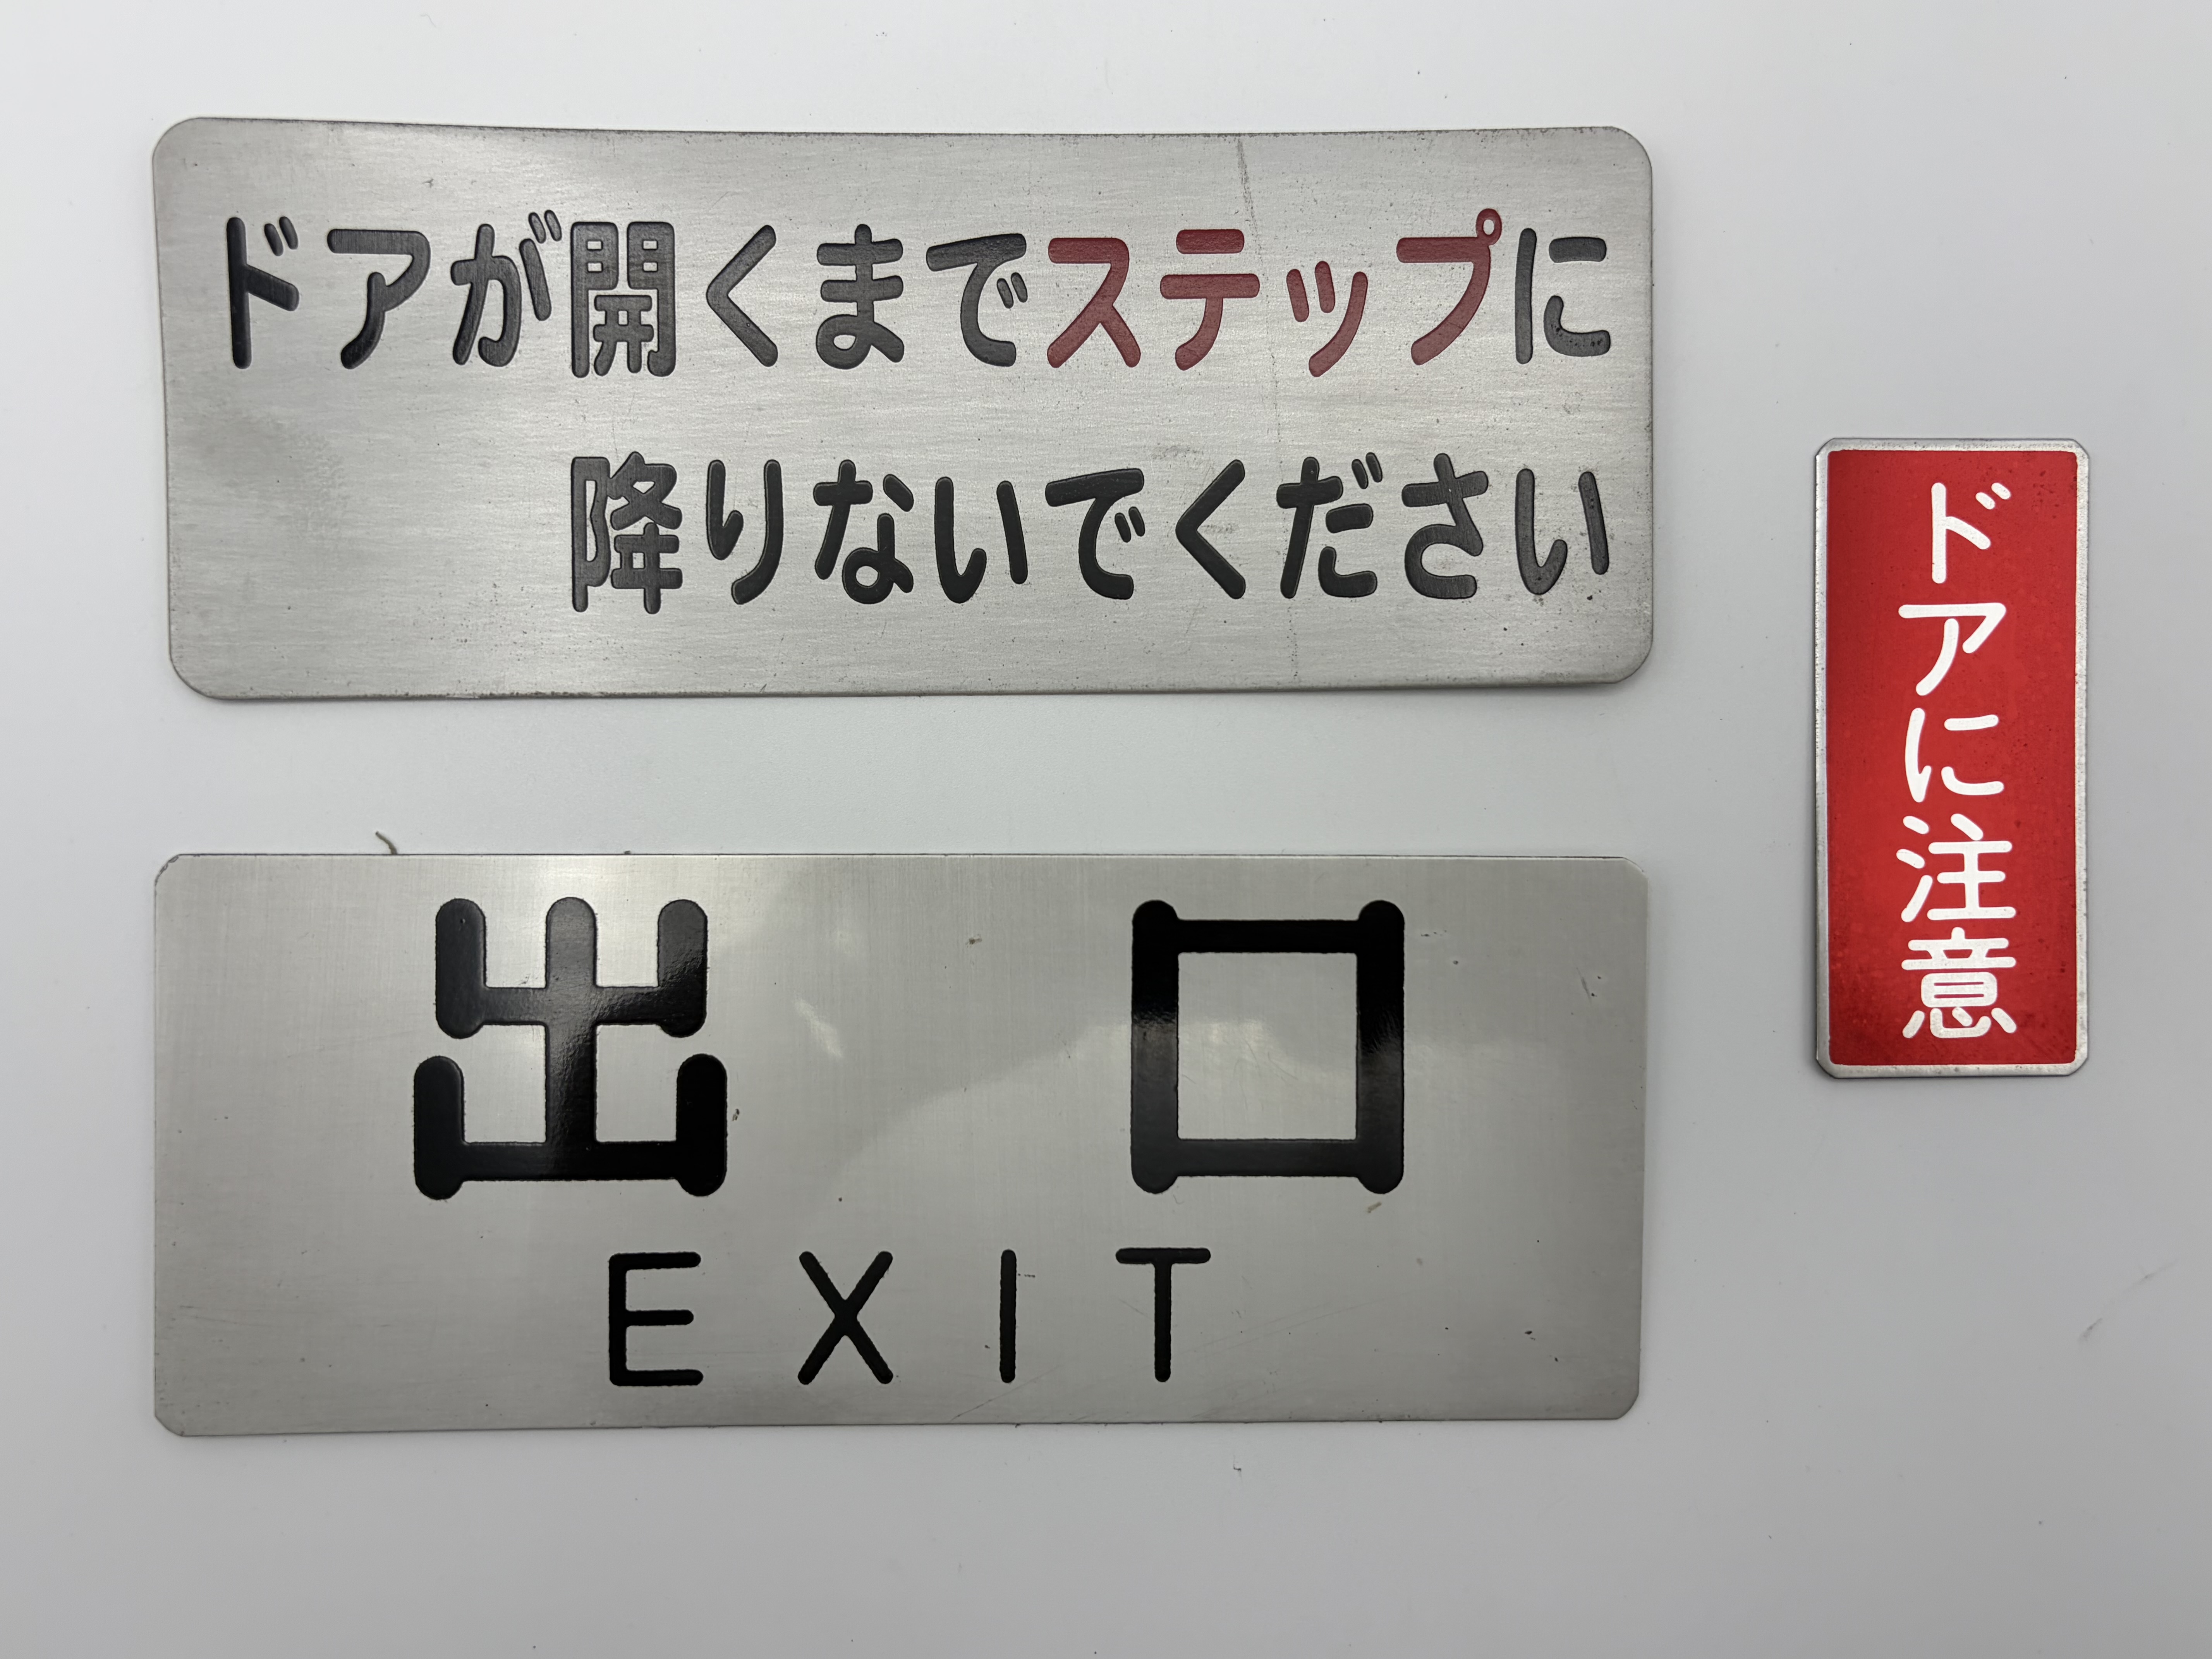 ドアが開くまでステップに
降りないでください
出口
EXIT
ドアに注意